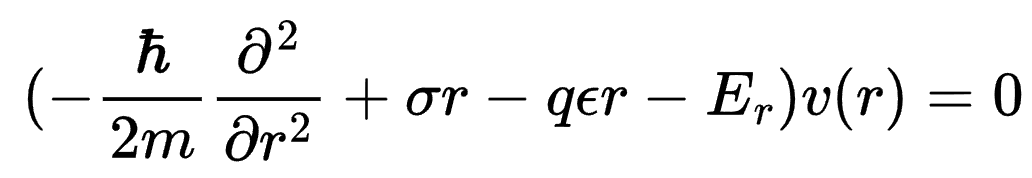 (-\frac{\hbar}{2m}\frac{\partial^2}{\partial r^2} + \sigma r - q\epsilon r - E_r)v(r) = 0